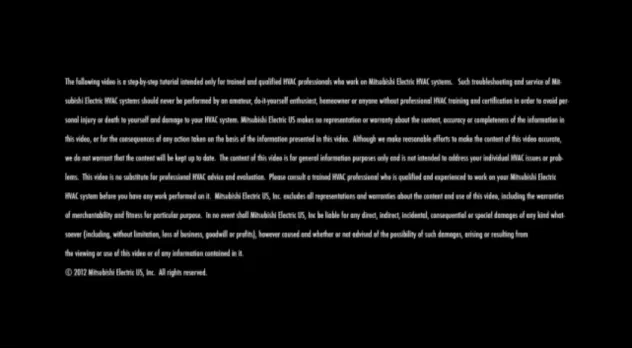 The following video is a step-by-step tutorial intended only for trained and qualified HVAC professionals who work on Mitsubishi Electric HVAC systems. Such troubleshooting and service of Mit-
subishi Electric HVAC systems should never be performed by an amateur, do-it-yourself enthusiast, homeowner or anyone without professional HVAC training and certification in order to avoid per-
sonal injury or death to yourself and damage to your HVAC system. Mitsubishi Electric US makes no representation or warranty about the content, accuracy or completeness of the information in
this video, or for the consequences of any action taken on the basis of the information presented in this video. Although we make reasonable efforts to make the content of this video accurate,
we do not warrant that the content will be kept up to date. The content of this video is for general information purposes only and is not intended to address your individual HVAC issues or prob-
lems. This video is no substitute for professional HVAC advice and evaluation. Please consult a trained HVAC professional who is qualified and experienced to work on your Mitsubishi Electric
HVAC system before you have any work performed on it. Mitsubishi Electric US, Inc. excludes all representations and warranties about the content and use of this video, including the warranties
of merchantability and fitness for particular purpose. In no event shall Mitsubishi Electric US, Inc be liable for any direct, indirect, incidental, consequential or special damages of any kind what-
soever (including, without limitation, loss of business, goodwill or profits), however caused and whether or not advised of the possibility of such damages, arising or resulting from
the viewing or use of this video or of any information contained in it.
© 2012 Mitsubishi Electric US, Inc. All rights reserved.